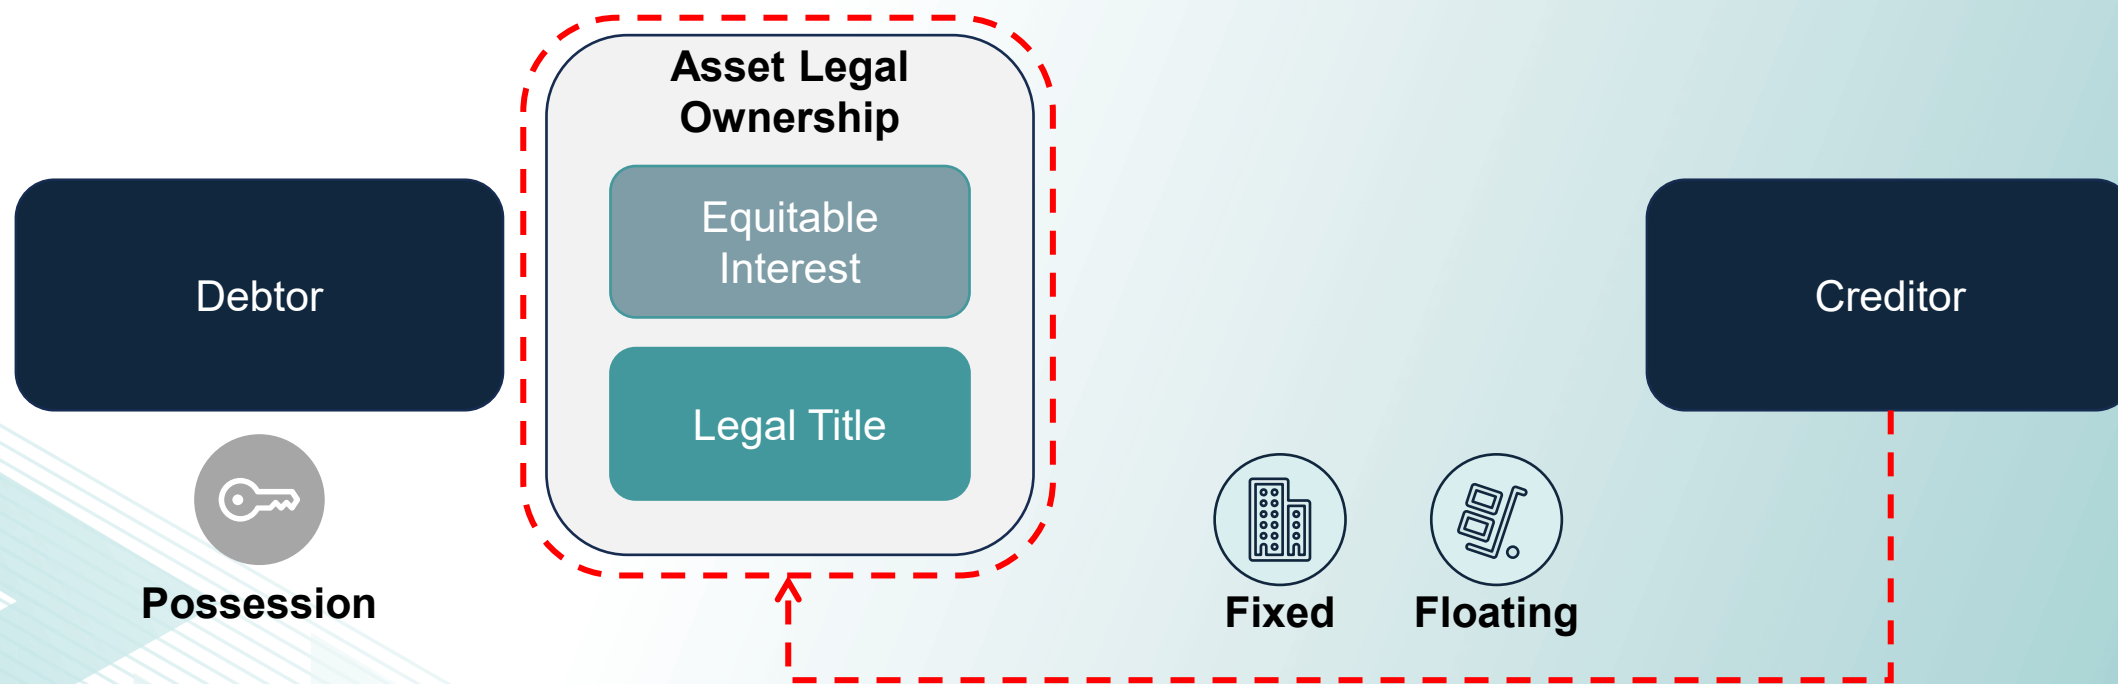 Asset Legal
Ownership
Equitable
Interest
Legal Title
Debtor
Possession
Creditor
Fixed
Floating